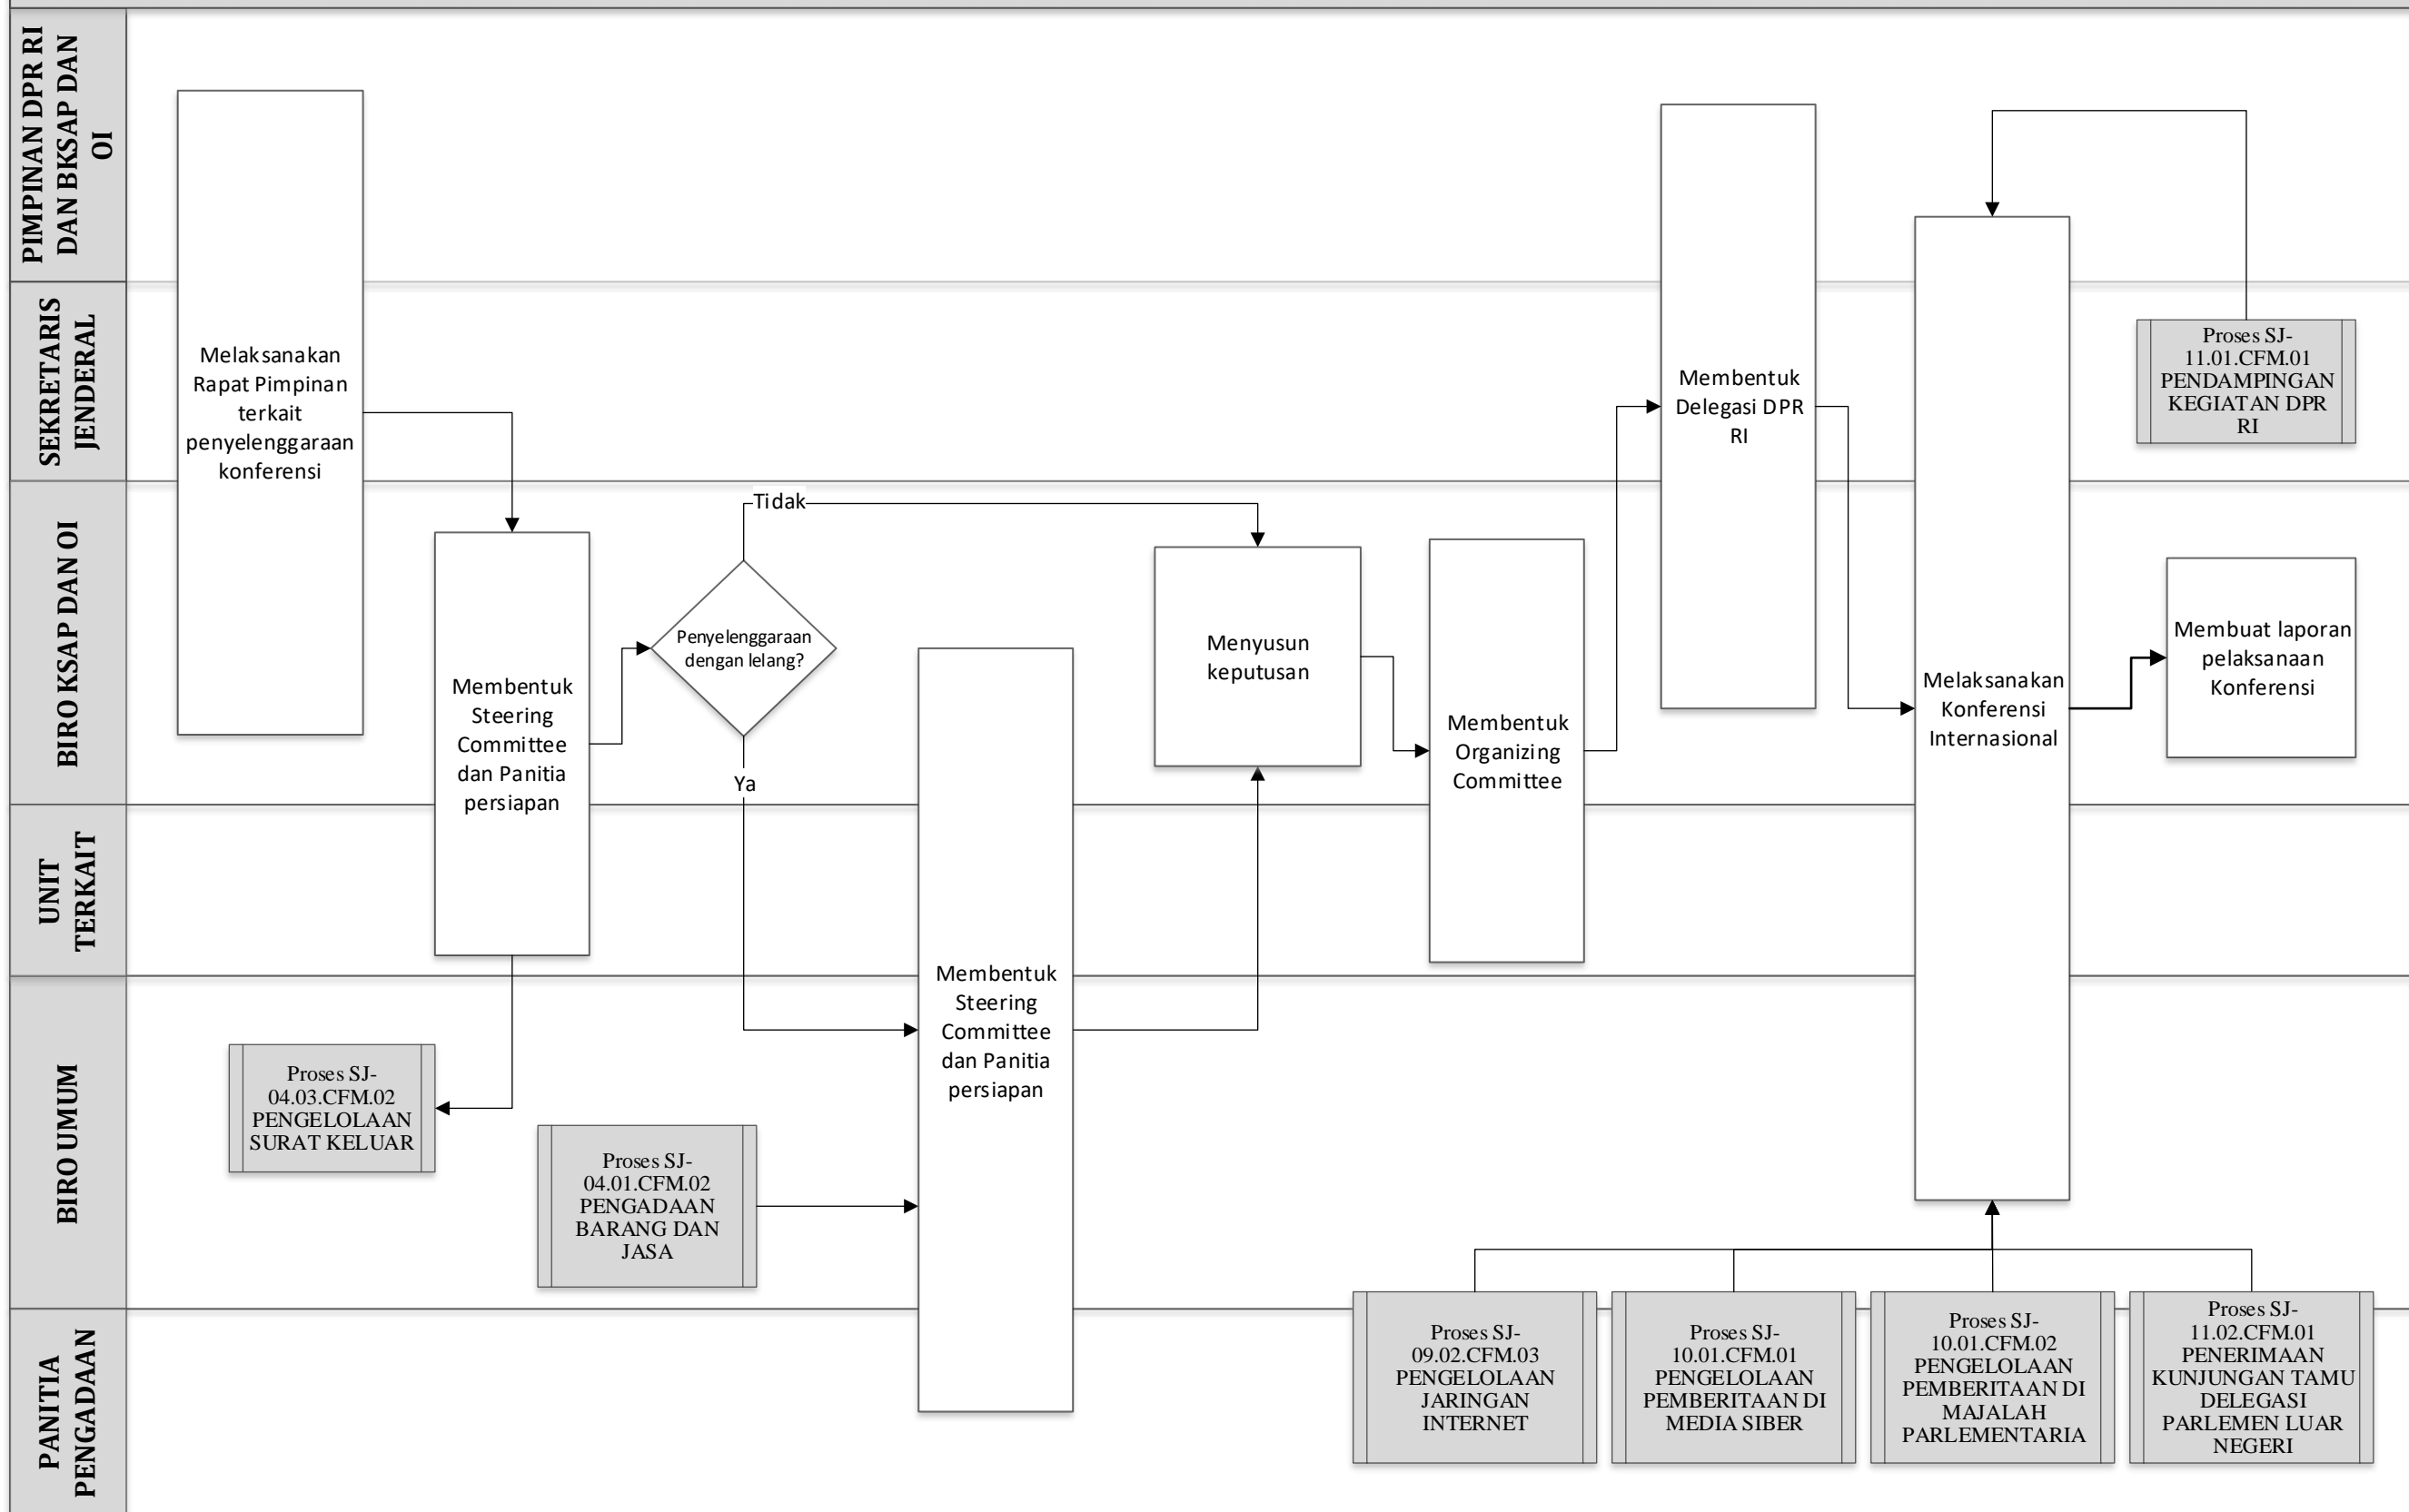 PIMPINAN DPR RI
DAN BKSAP DAN
OI
SEKRETARIS
JENDERAL
BIRO KSAP DAN OI
UNIT
TERKAIT
BIRO UMUM
PANITIA
PENGADAAN
Melaksanakan
Rapat Pimpinan
terkait
penyelenggaraan
konferensi
Membentuk
Steering
Committee
dan Panitia
persiapan
Proses SJ-
04.03.CFM.02
PENGELOLAAN
SURAT KELUAR
Penyelenggaraan
dengan lelang?
Tidak
Ya
Proses SJ-
04.01.CFM.02
PENGADAAN
BARANG DAN
JASA
Membentuk
Steering
Committee
dan Panitia
persiapan
Menyusun
keputusan
Membentuk
Organizing
Committee
Membentuk
Delegasi DPR
RI
Melaksanakan
Konferensi
Internasional
Proses SJ-
11.01.CFM.01
PENDAMPINGAN
KEGIATAN DPR
RI
Membuat laporan
pelaksanaan
Konferensi
Proses SJ-
09.02.CFM.03
PENGELOLAAN
JARINGAN
INTERNET
Proses SJ-
10.01.CFM.01
PENGELOLAAN
PEMBERITAAN DI
MEDIA SIBER
Proses SJ-
10.01.CFM.02
PENGELOLAAN
PEMBERITAAN DI
MAJALAH
PARLEMENTARIA
Proses SJ-
11.02.CFM.01
PENERIMAAN
KUNJUNGAN TAMU
DELEGASI
PARLEMEN LUAR
NEGERI